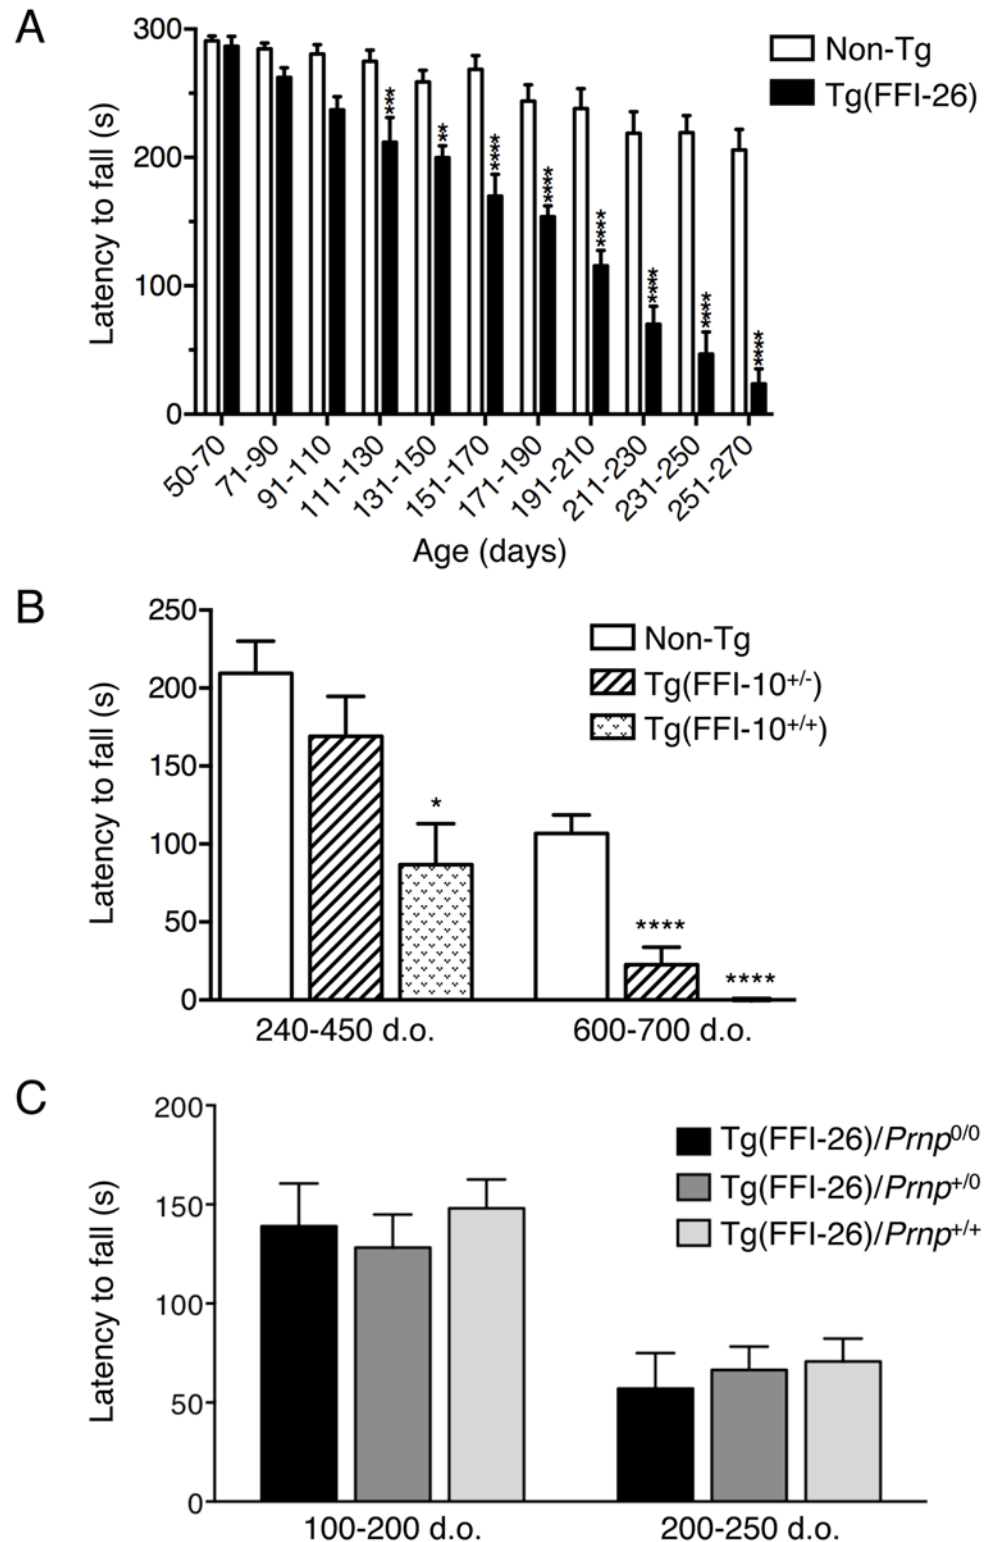 A
Latency to fall (s)
300
200
100
0
Non-Tg
Tg(FFI-26)
***
**
****
****
****
****
****
****
50-70
71-90
91-110
111-130
131-150
151-170
171-190
191-210
211-230
231-250
251-270
Age (days)
B
Latency to fall (s)
250
200
150
100
50
0
Non-Tg
Tg(FFI-10+/-)
Tg(FFI-10+/+)
*
****
****
240-450 d.o.
600-700 d.o.
C
Latency to fall (s)
200
150
100
50
0
Tg(FFI-26)/Prnp0/0
Tg(FFI-26)/Prnp+/0
Tg(FFI-26)/Prnp+/+
100-200 d.o.
200-250 d.o.